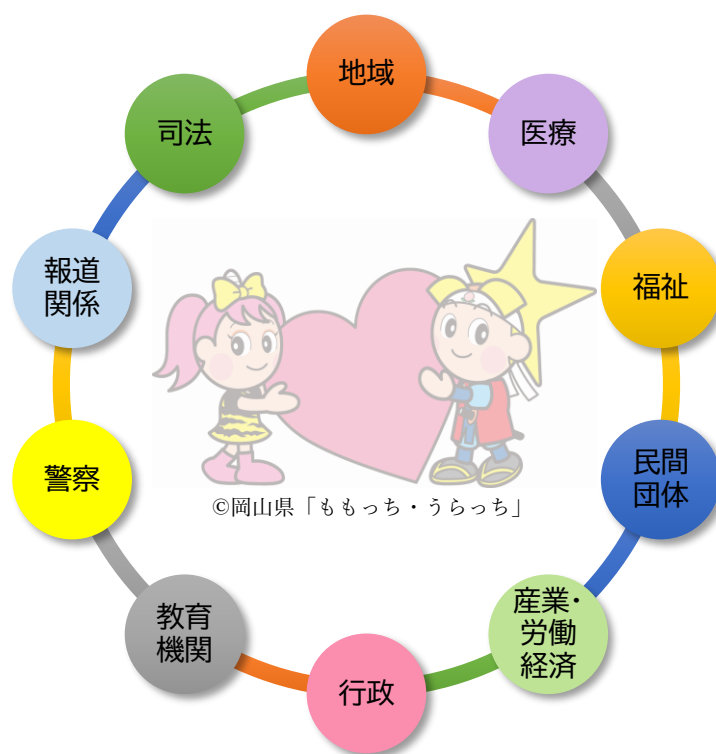 地域
医療
福祉
民間
団体
産業・
労働
経済
行政
教育
機関
警察
報道
関係
司法
©岡山県「ももっち・うらっち」